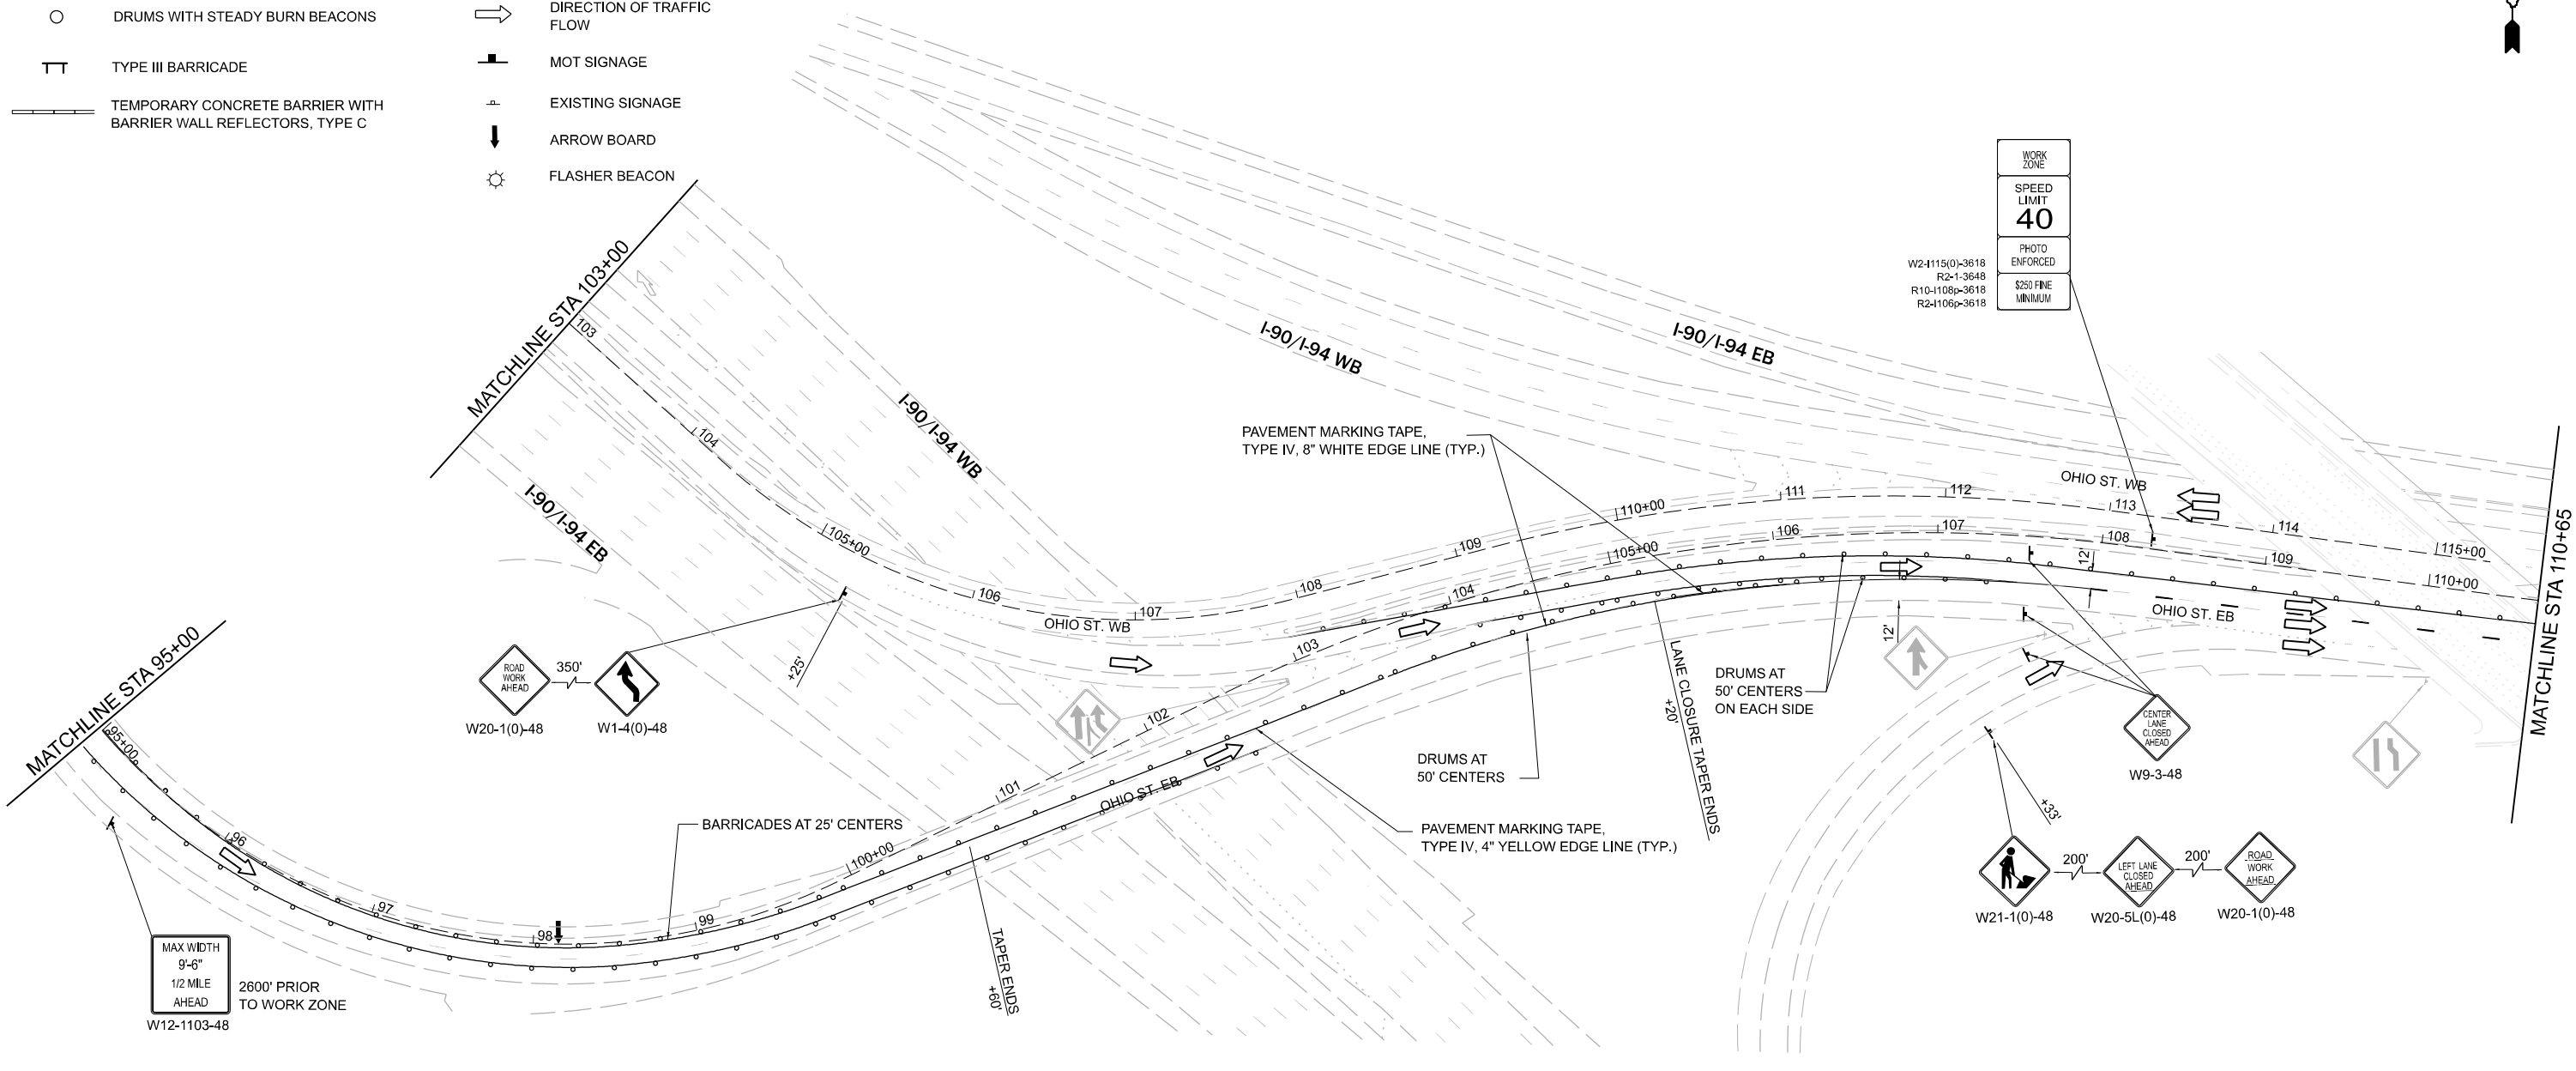 DRUMS WITH STEADY BURN BEACONS
TYPE III BARRICADE
TEMPORARY CONCRETE BARRIER WITH
BARRIER WALL REFLECTORS, TYPE C
DIRECTION OF TRAFFIC
FLOW
MOT SIGNAGE
EXISTING SIGNAGE
ARROW BOARD
FLASHER BEACON
WORK
ZONE
SPEED
LIMIT
40
PHOTO
ENFORCED
$250 FINE
MINIMUM
W2-I115(0)-3618
R2-1-3648
R10-I108p-3618
R2-I106p-3618
MATCHLINE STA 103+00
103
104
105+00
106
107
108
109
110+00
111
112
113
114
115+00
I-90/I-94 WB
I-90/I-94 EB
I-90/I-94 WB
I-90/I-94 EB
PAVEMENT MARKING TAPE,
TYPE IV, 8" WHITE EDGE LINE (TYP.)
OHIO ST. WB
OHIO ST. WB
MATCHLINE STA 110+65
MATCHLINE STA 95+00
95+00
96
97
98
99
100+00
101
102
103
104
105+00
106
107
108
109
110+00
12'
12'
OHIO ST. EB
OHIO ST. EB
ROAD
WORK
AHEAD
350'
W20-1(0)-48
W1-4(0)-48
+25'
DRUMS AT
50' CENTERS
ON EACH SIDE
DRUMS AT
50' CENTERS
LANE CLOSURE TAPER ENDS
+20'
CENTER
LANE
CLOSED
AHEAD
W9-3-48
BARRICADES AT 25' CENTERS
PAVEMENT MARKING TAPE,
TYPE IV, 4" YELLOW EDGE LINE (TYP.)
TAPER ENDS
+60'
+33'
200'
LEFT LANE
CLOSED
AHEAD
200'
ROAD
WORK
AHEAD
W21-1(0)-48
W20-5L(0)-48
W20-1(0)-48
MAX WIDTH
9'-6"
1/2 MILE
AHEAD
2600' PRIOR
TO WORK ZONE
W12-1103-48